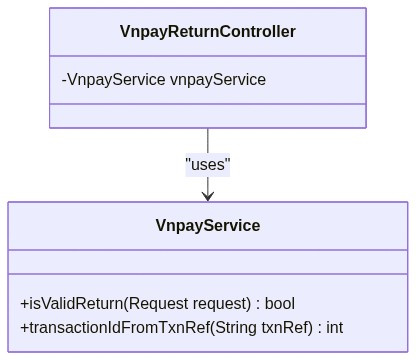 VnpayReturnController
-VnpayService vnpayService
"uses"
VnpayService
+isValidReturn(Request request) : bool
+transactionIdFromTxnRef(String txnRef) : int